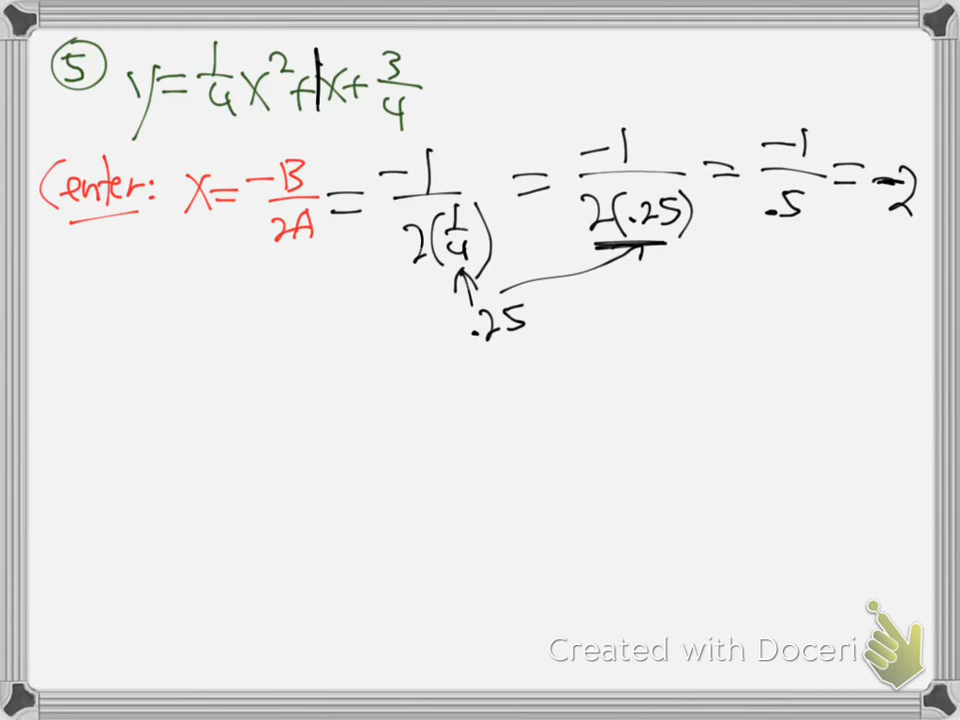 ⑤ y = 1/4 x² + 1x + 3/4
Center: x = -B/2A = -1/2(1/4) = -1/2(.25) = -1/.5 = -2
.25
Created with Doceri